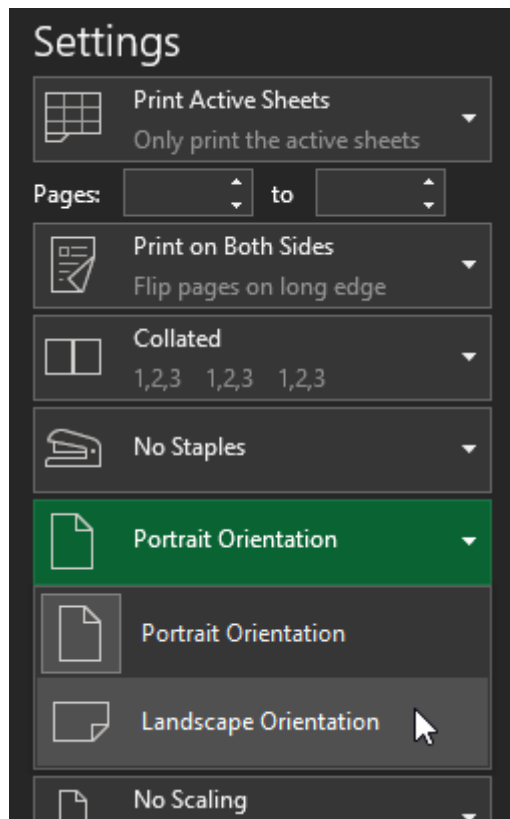 Settings
Print Active Sheets
Only print the active sheets
Pages: to
Print on Both Sides
Flip pages on long edge
Collated
1,2,3 1,2,3 1,2,3
No Staples
Portrait Orientation
Portrait Orientation
Landscape Orientation
No Scaling